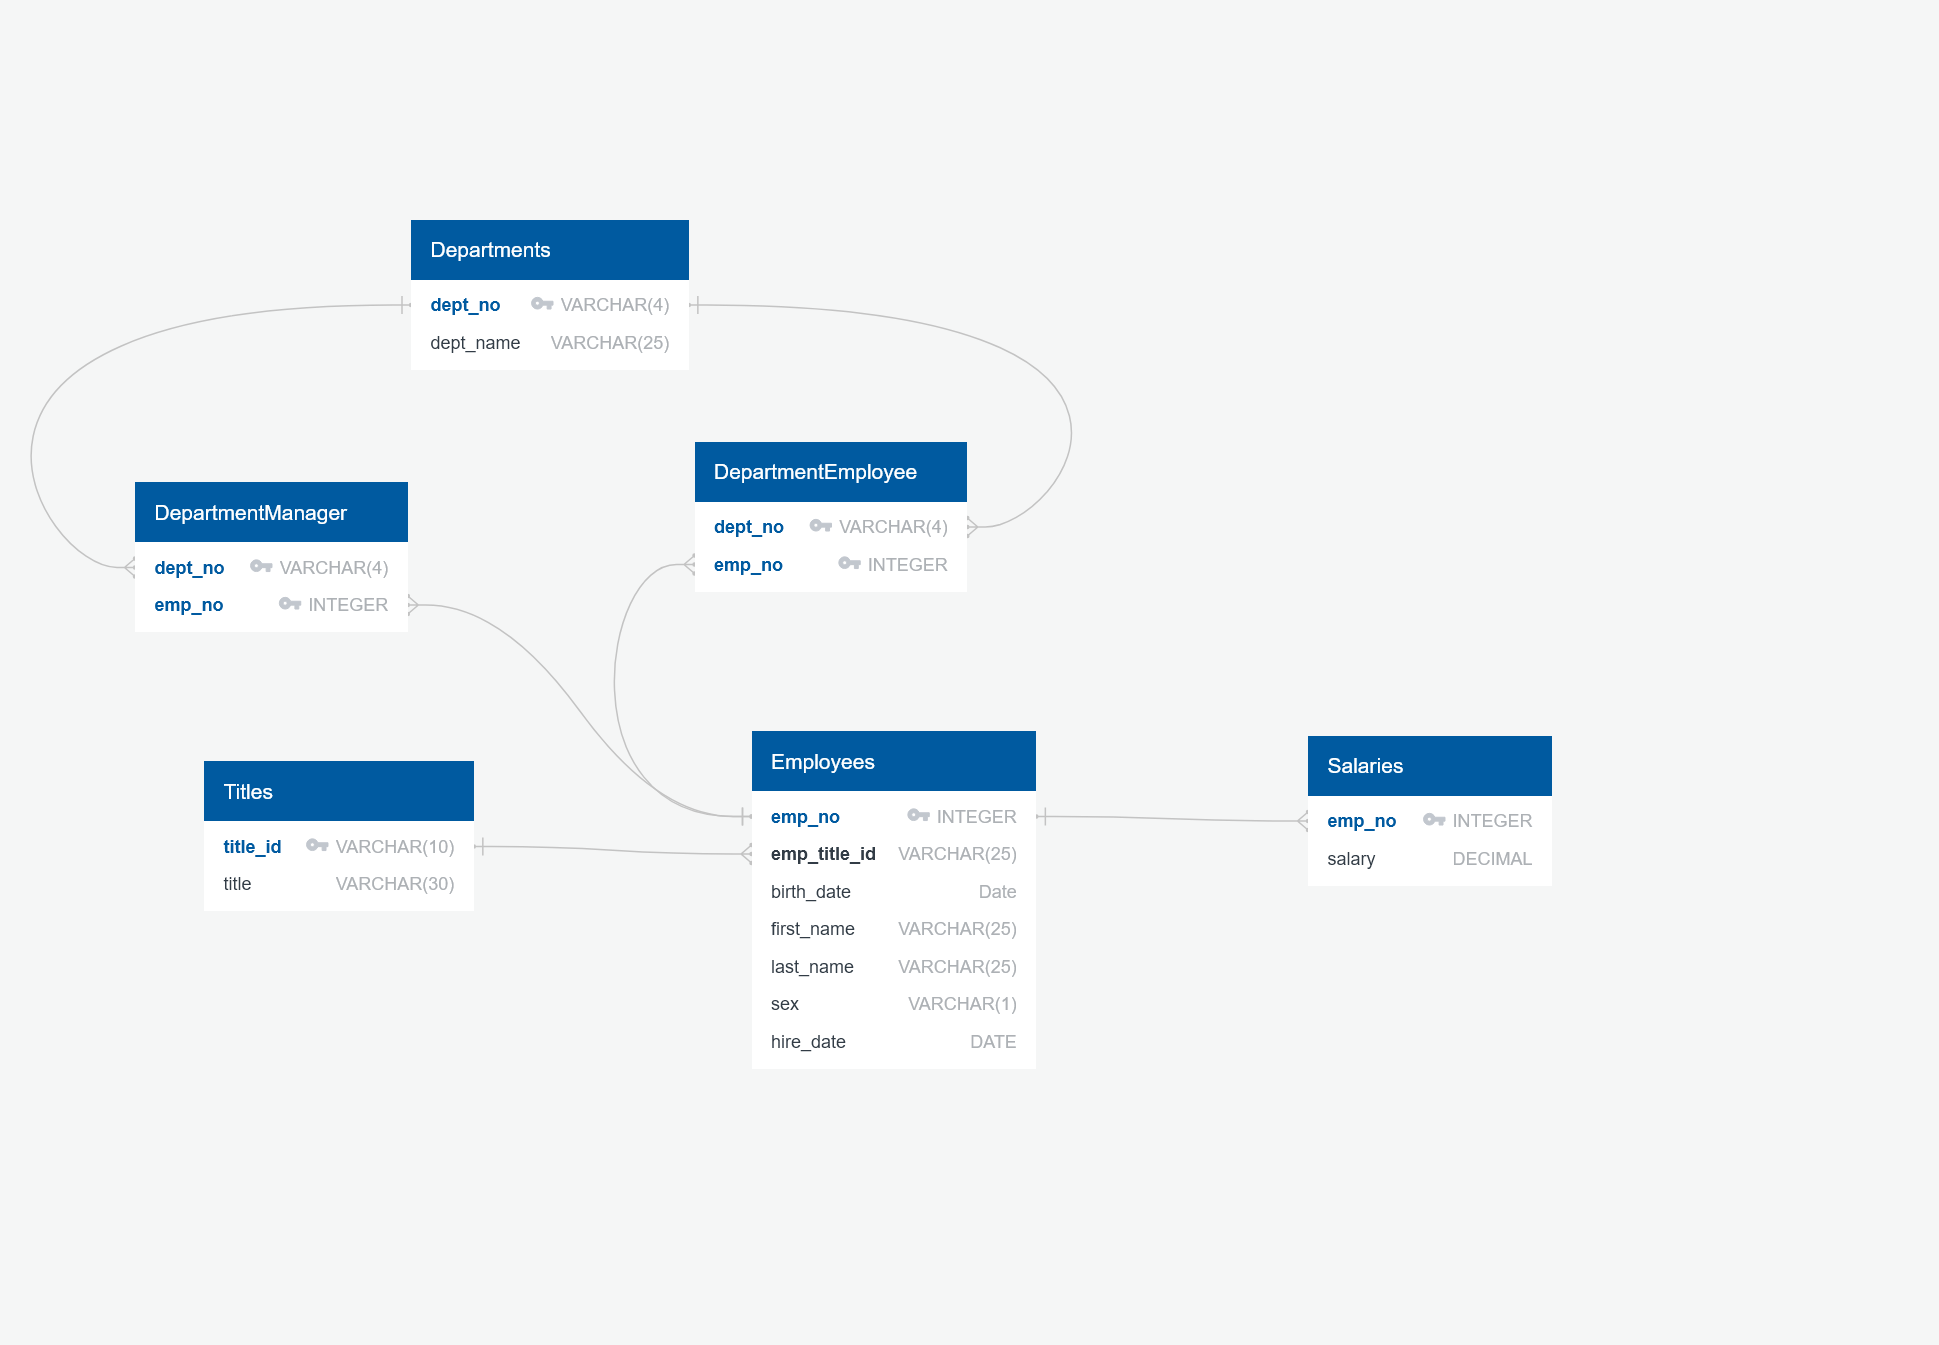 Departments
dept_no VARCHAR(4)
dept_name VARCHAR(25)
DepartmentEmployee
dept_no VARCHAR(4)
emp_no INTEGER
DepartmentManager
dept_no VARCHAR(4)
emp_no INTEGER
Titles
title_id VARCHAR(10)
title VARCHAR(30)
Employees
emp_no INTEGER
emp_title_id VARCHAR(25)
birth_date Date
first_name VARCHAR(25)
last_name VARCHAR(25)
sex VARCHAR(1)
hire_date DATE
Salaries
emp_no INTEGER
salary DECIMAL